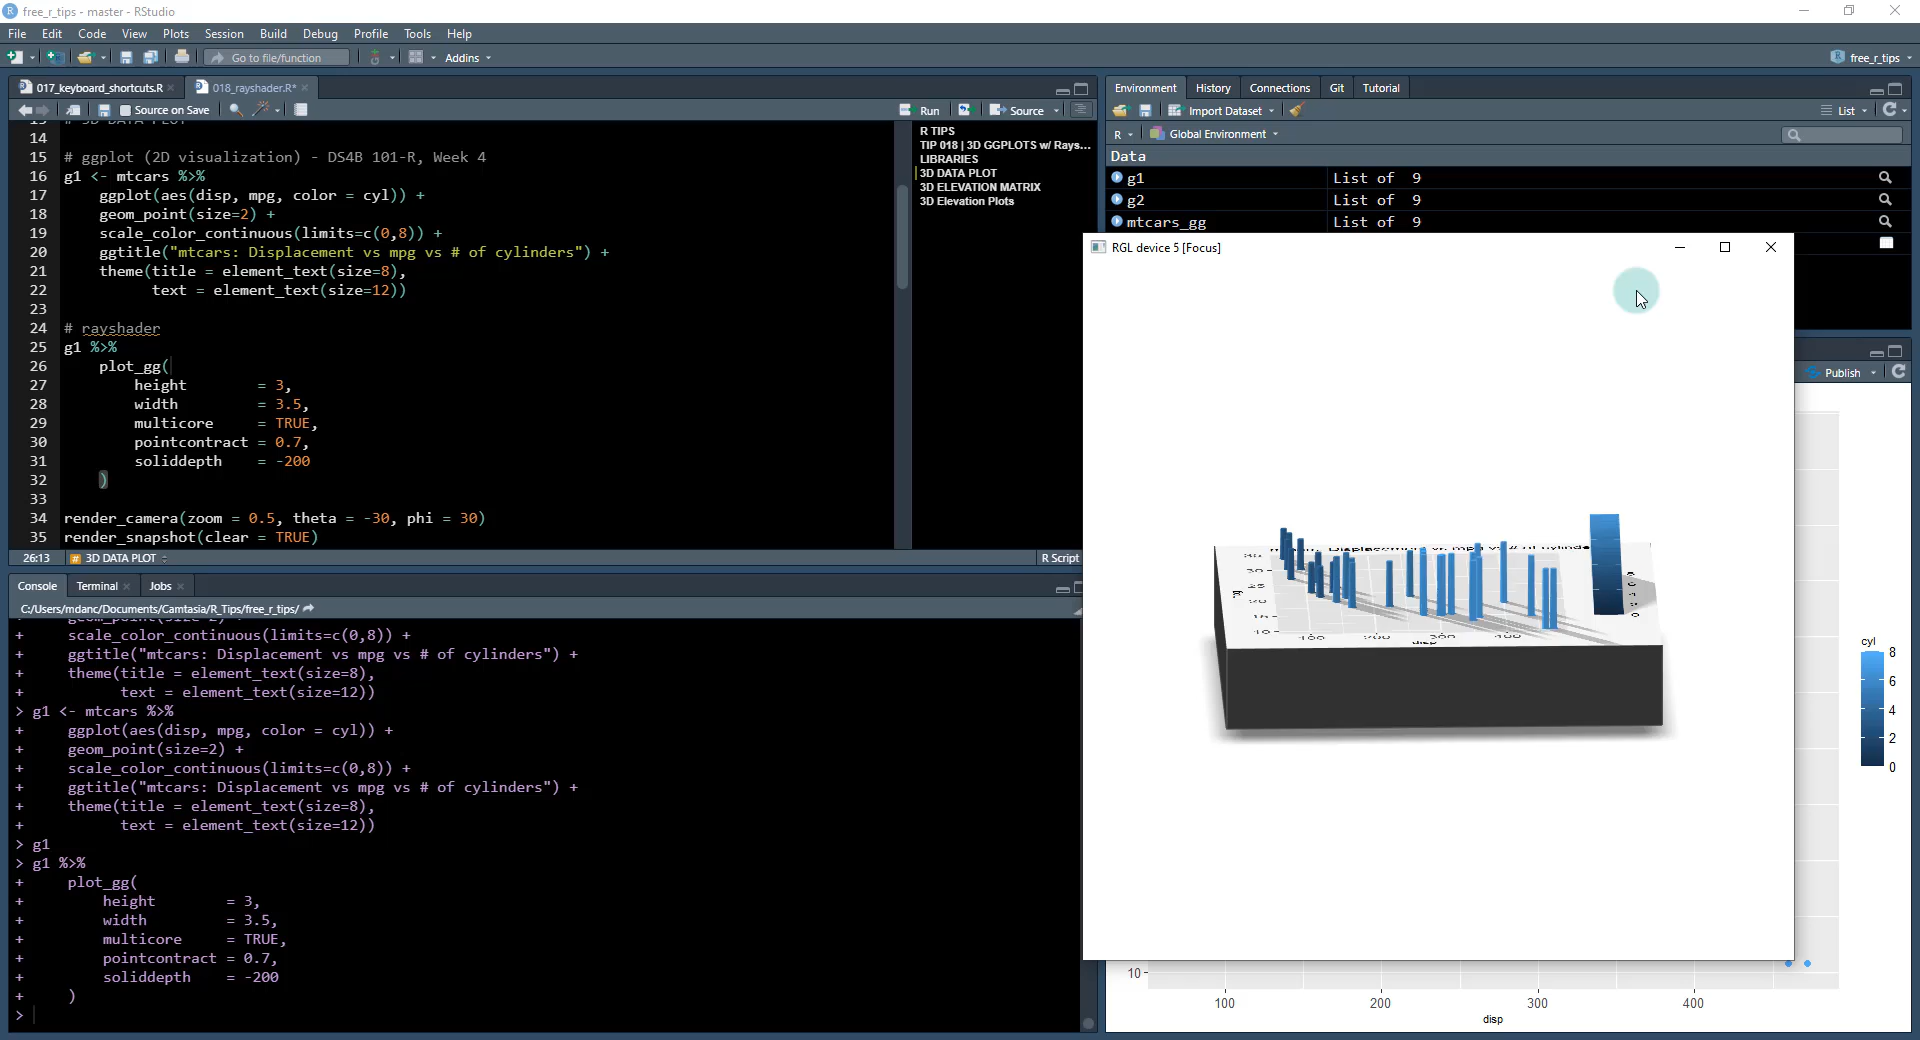 free_r_tips - master - RStudio
File Edit Code View Plots Session Build Debug Profile Tools Help
Go to file/function Addins free_r_tips
017_keyboard_shortcuts.R 018_rayshader.R*
Source on Save Run Source
14
15 # ggplot (2D visualization) - DS4B 101-R, Week 4
16 g1 <- mtcars %>%
17 ggplot(aes(disp, mpg, color = cyl)) +
18 geom_point(size=2) +
19 scale_color_continuous(limits=c(0,8)) +
20 ggtitle("mtcars: Displacement vs mpg vs # of cylinders") +
21 theme(title = element_text(size=8),
22 text = element_text(size=12))
23
24 # rayshader
25 g1 %>%
26 plot_gg(
27 height = 3,
28 width = 3.5,
29 multicore = TRUE,
30 pointcontract = 0.7,
31 soliddepth = -200
32 )
33
34 render_camera(zoom = 0.5, theta = -30, phi = 30)
35 render_snapshot(clear = TRUE)
26:13 3D DATA PLOT R Script
R TIPS
TIP 018 | 3D GGPLOTS w/ Rays...
LIBRARIES
3D DATA PLOT
3D ELEVATION MATRIX
3D Elevation Plots
Console Terminal Jobs
C:/Users/mdanc/Documents/Camtasia/R_Tips/free_r_tips/
+ geom_point(size=2) +
+ scale_color_continuous(limits=c(0,8)) +
+ ggtitle("mtcars: Displacement vs mpg vs # of cylinders") +
+ theme(title = element_text(size=8),
+ text = element_text(size=12))
> g1 <- mtcars %>%
+ ggplot(aes(disp, mpg, color = cyl)) +
+ geom_point(size=2) +
+ scale_color_continuous(limits=c(0,8)) +
+ ggtitle("mtcars: Displacement vs mpg vs # of cylinders") +
+ theme(title = element_text(size=8),
+ text = element_text(size=12))
> g1
> g1 %>%
+ plot_gg(
+ height = 3,
+ width = 3.5,
+ multicore = TRUE,
+ pointcontract = 0.7,
+ soliddepth = -200
+ )
>
Environment History Connections Git Tutorial
Import Dataset List
R Global Environment
Data
g1 List of 9
g2 List of 9
mtcars_gg List of 9
RGL device 5 [Focus]
Publish
cyl
8
6
4
2
0
10
100 200 300 400
disp